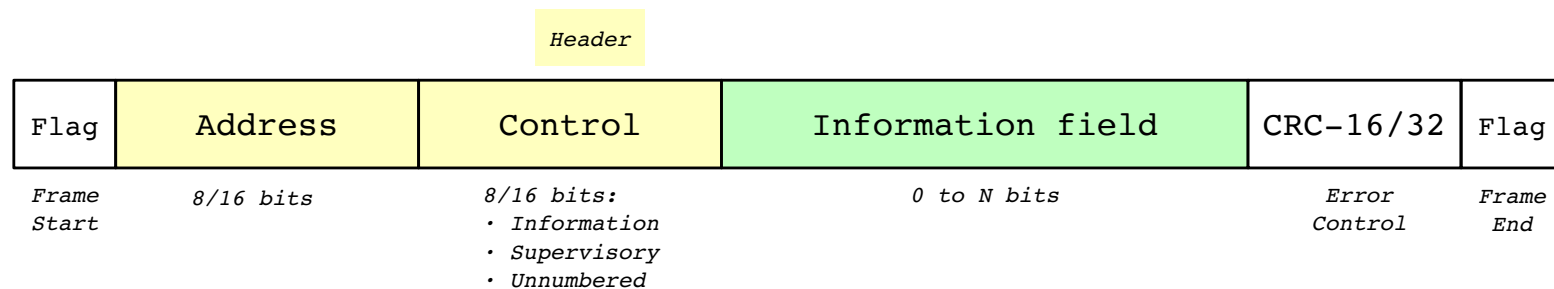 Header
Flag Address Control Information field CRC-16/32 Flag
Frame 8/16 bits 8/16 bits: 0 to N bits Error Frame
Start · Information Control End
· Supervisory
· Unnumbered